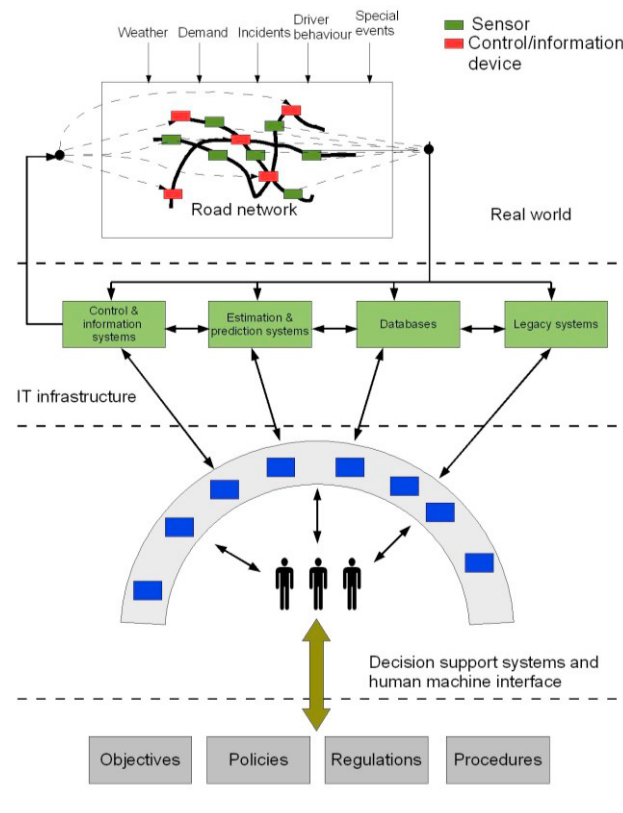 Weather
Demand
Incidents
Driver
behaviour
Special
events
Sensor
Control/information
device
Road network
Real world
Control &
information
systems
Estimation &
prediction systems
Databases
Legacy systems
IT infrastructure
Decision support systems and
human machine interface
Objectives
Policies
Regulations
Procedures